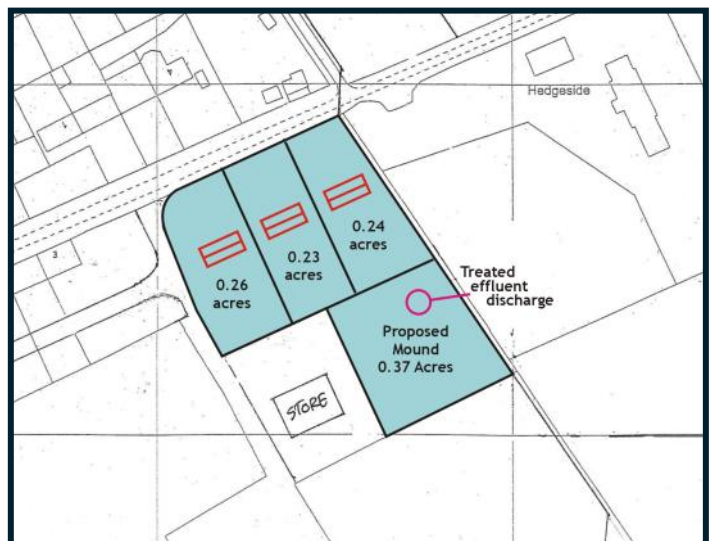 Hedgeside
0.24
acres
0.23
acres
0.26
acres
Treated
effluent
discharge
Proposed
Mound
0.37 Acres
STORE
3